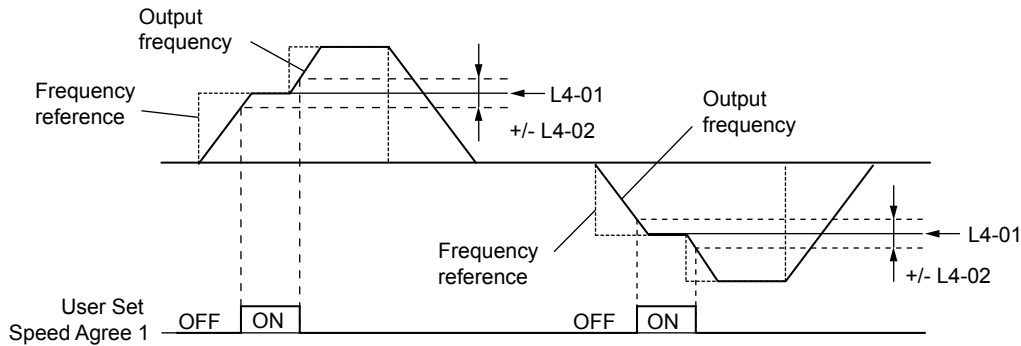 Output
frequency
Frequency
reference
L4-01
+/- L4-02
Output
frequency
Frequency
reference
L4-01
+/- L4-02
User Set
Speed Agree 1
OFF
ON
OFF
ON